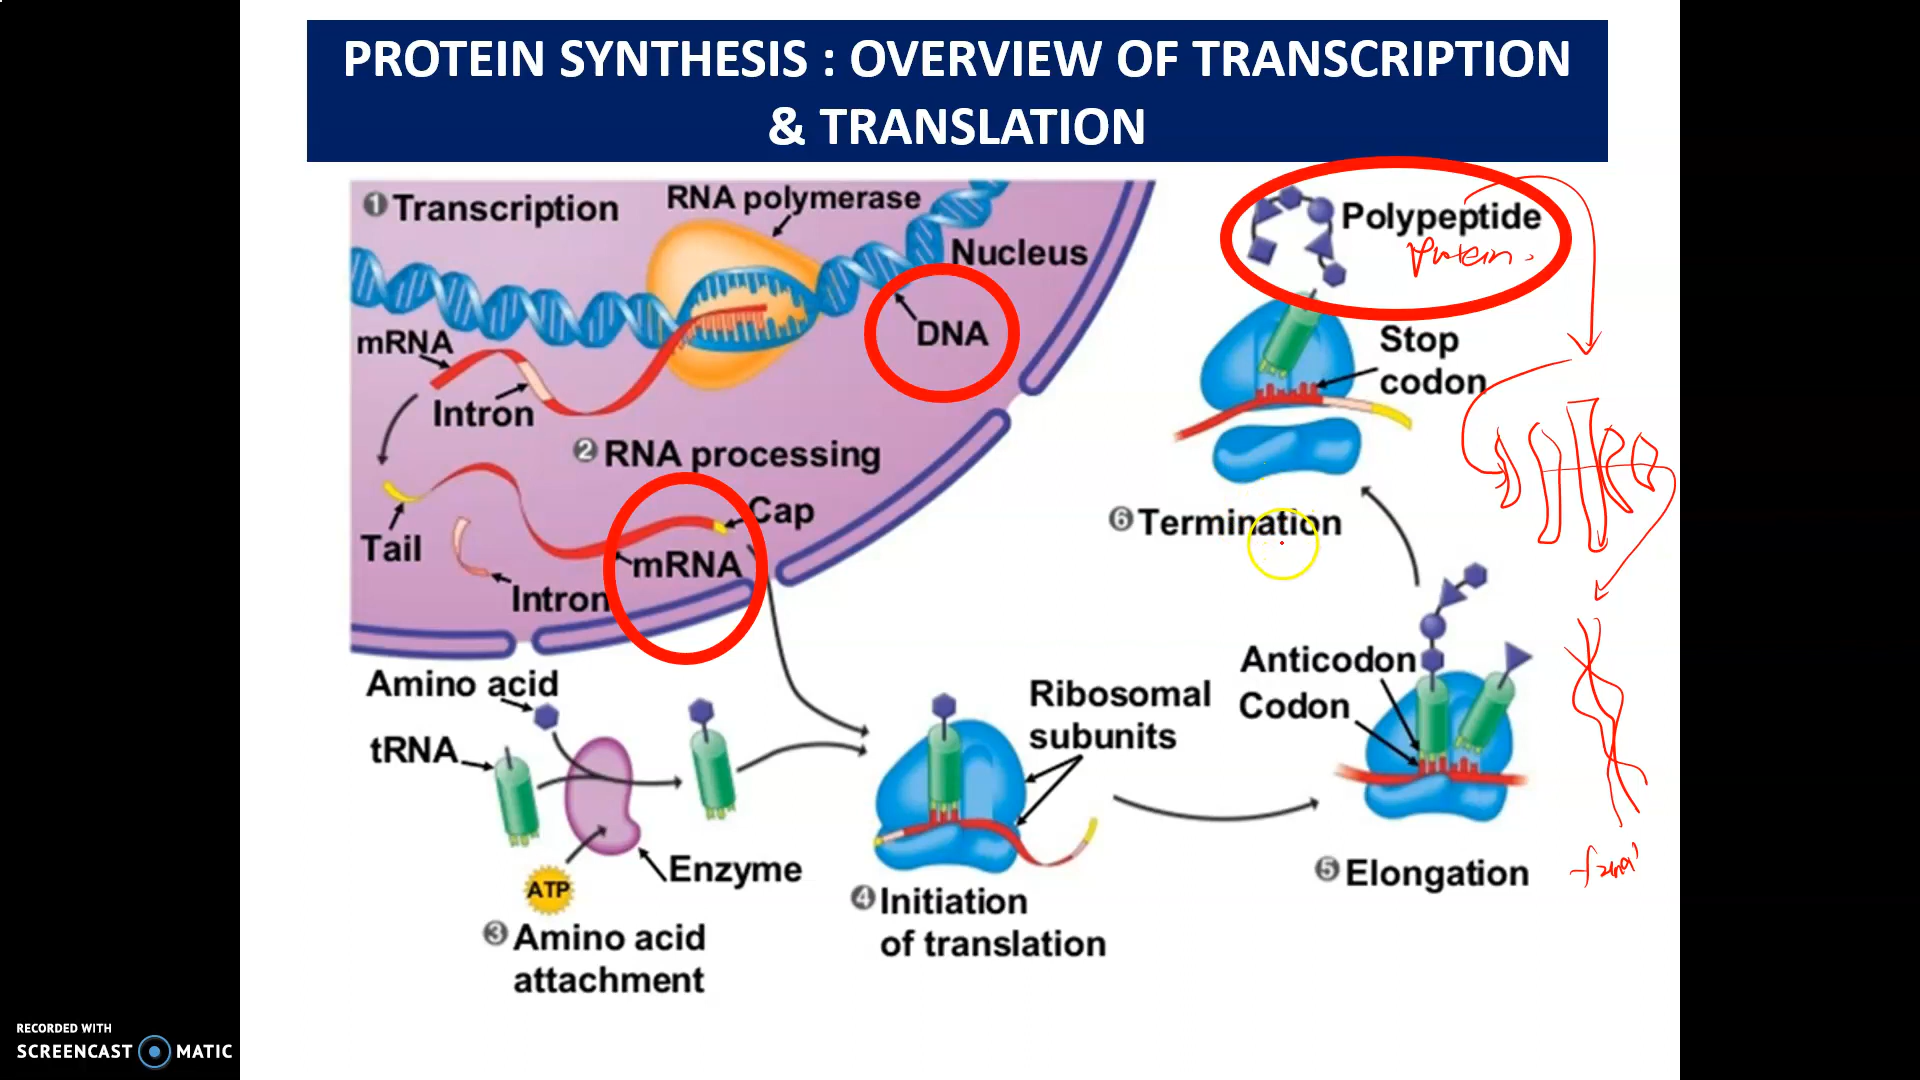 PROTEIN SYNTHESIS : OVERVIEW OF TRANSCRIPTION
& TRANSLATION
1 Transcription
RNA polymerase
Nucleus
DNA
mRNA
Intron
2 RNA processing
Cap
Tail
mRNA
Intron
Polypeptide
Protein.
Stop
codon
6 Termination
Amino acid
tRNA
Enzyme
ATP
3 Amino acid
attachment
Ribosomal
subunits
4 Initiation
of translation
Anticodon
Codon
5 Elongation
RECORDED WITH
SCREENCAST MATIC